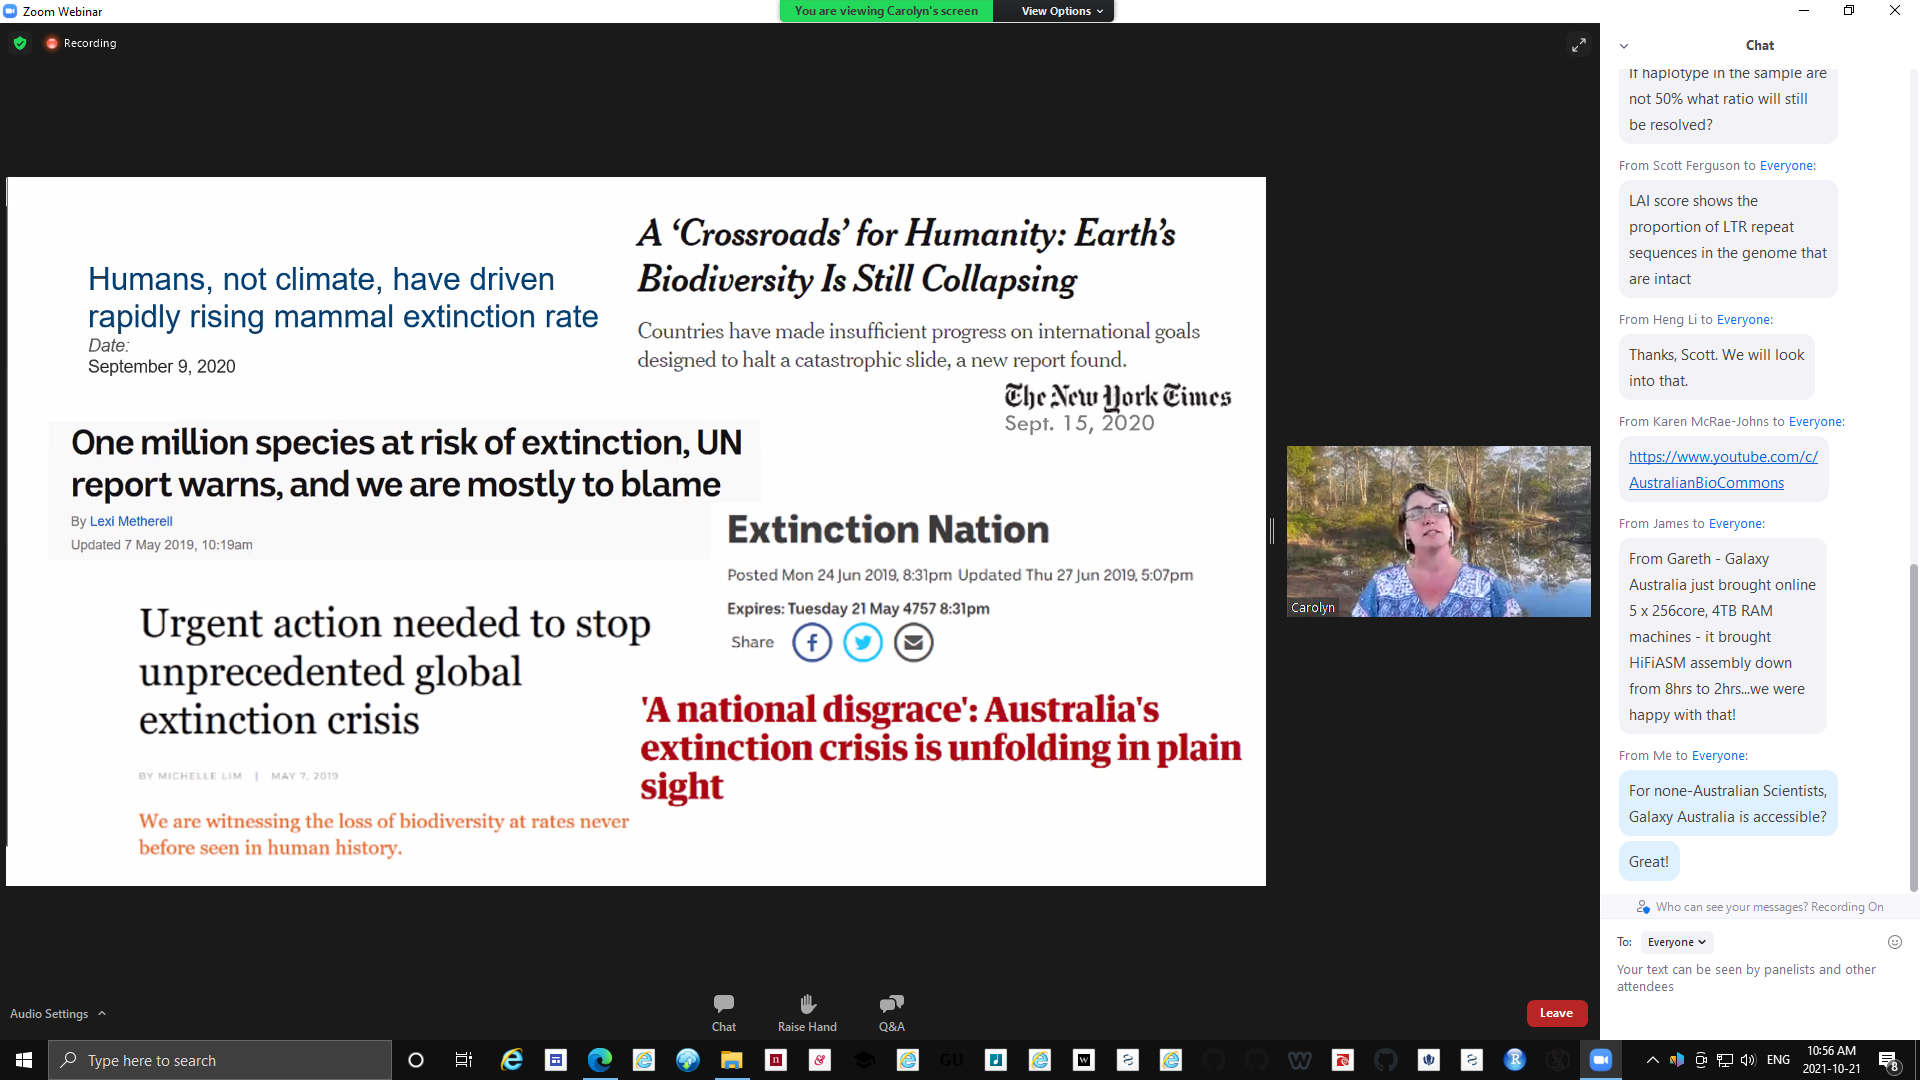 Zoom Webinar
You are viewing Carolyn's screen
View Options
Recording
Humans, not climate, have driven
rapidly rising mammal extinction rate
Date:
September 9, 2020
A ‘Crossroads’ for Humanity: Earth’s
Biodiversity Is Still Collapsing
Countries have made insufficient progress on international goals
designed to halt a catastrophic slide, a new report found.
The New York Times
Sept. 15, 2020
One million species at risk of extinction, UN
report warns, and we are mostly to blame
By Lexi Metherell
Updated 7 May 2019, 10:19am
Extinction Nation
Posted Mon 24 Jun 2019, 8:31pm Updated Thu 27 Jun 2019, 5:07pm
Expires: Tuesday 21 May 4757 8:31pm
Share
Urgent action needed to stop
unprecedented global
extinction crisis
BY MICHELLE LIM | MAY 7, 2019
We are witnessing the loss of biodiversity at rates never
before seen in human history.
'A national disgrace': Australia's
extinction crisis is unfolding in plain
sight
Carolyn
Chat
If haplotype in the sample are
not 50% what ratio will still
be resolved?
From Scott Ferguson to Everyone:
LAI score shows the
proportion of LTR repeat
sequences in the genome that
are intact
From Heng Li to Everyone:
Thanks, Scott. We will look
into that.
From Karen McRae-Johns to Everyone:
https://www.youtube.com/c/
AustralianBioCommons
From James to Everyone:
From Gareth - Galaxy
Australia just brought online
5 x 256core, 4TB RAM
machines - it brought
HiFiASM assembly down
from 8hrs to 2hrs...we were
happy with that!
From Me to Everyone:
For none-Australian Scientists,
Galaxy Australia is accessible?
Great!
Who can see your messages? Recording On
To: Everyone
Your text can be seen by panelists and other
attendees
Audio Settings
Chat
Raise Hand
Q&A
Leave
Type here to search
GU
ENG
10:56 AM
2021-10-21
8